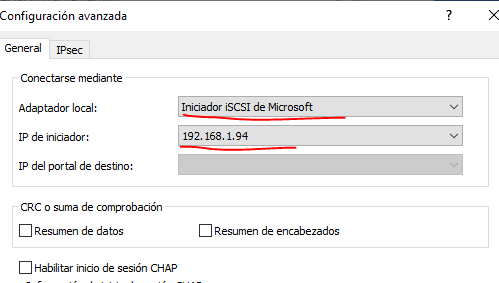 Configuración avanzada ? ×
General IPsec
Conectarse mediante
Adaptador local: Iniciador iSCSI de Microsoft
IP de iniciador: 192.168.1.94
IP del portal de destino:
CRC o suma de comprobación
Resumen de datos Resumen de encabezados
Habilitar inicio de sesión CHAP